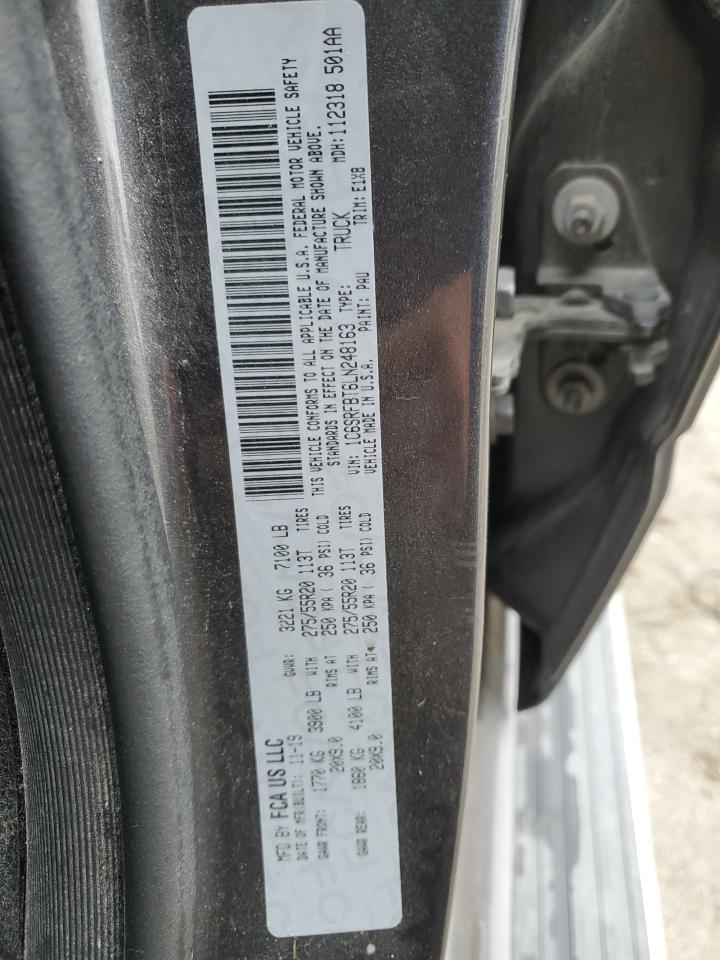 MFD BY FCA US LLC
DATE OF MFR(BUILT): 11-19 GVWR: 3221 KG 7100 LB
GAWR FRONT: 1770 KG 3900 LB WITH 275/55R20 113T TIRES
20X9.0 RIMS AT 250 KPA ( 36 PSI) COLD
GAWR REAR: 1860 KG 4100 LB WITH 275/55R20 113T TIRES
20X9.0 RIMS AT 250 KPA ( 36 PSI) COLD
THIS VEHICLE CONFORMS TO ALL APPLICABLE U.S.A. FEDERAL MOTOR VEHICLE SAFETY
STANDARDS IN EFFECT ON THE DATE OF MANUFACTURE SHOWN ABOVE.
VIN: 1C6SRFBT6LN248163 TYPE: TRUCK MDH:112318 501AA
VEHICLE MADE IN U.S.A. PAINT: PAU TRIM: E1X8